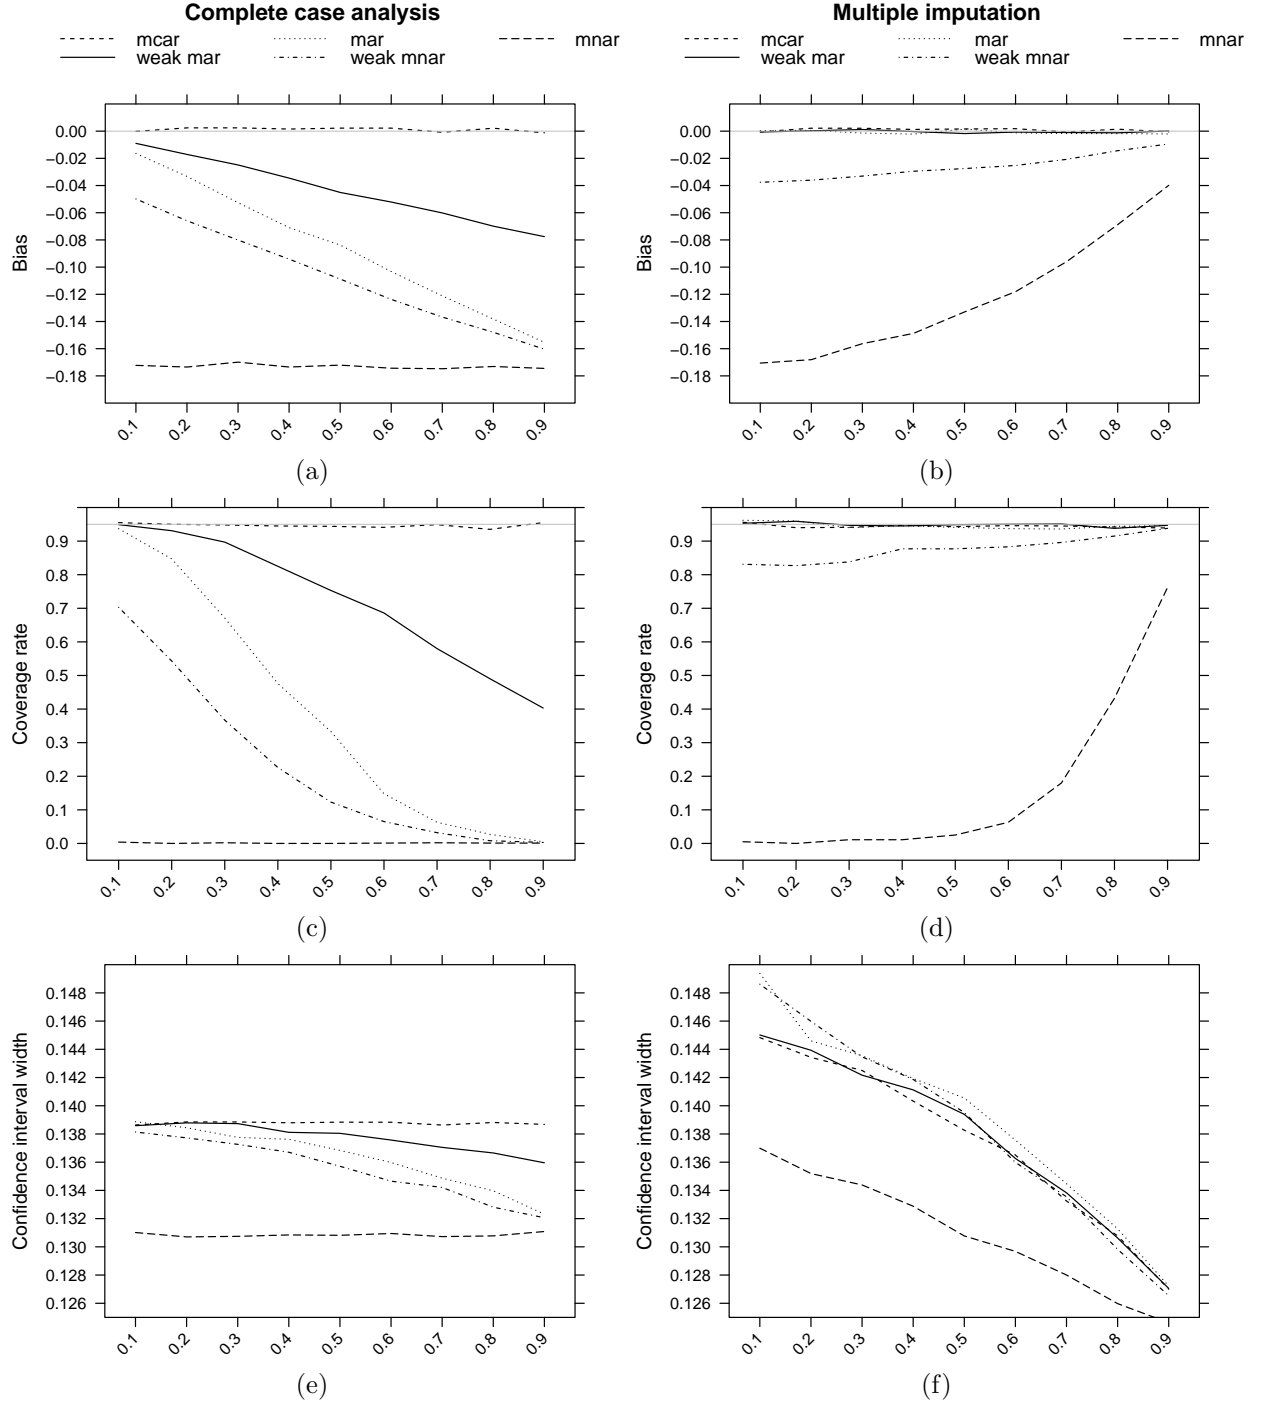 Complete case analysis
mcar mar mnar
weak mar weak mnar
Multiple imputation
mcar mar mnar
weak mar weak mnar
Bias
0.00
−0.02
−0.04
−0.06
−0.08
−0.10
−0.12
−0.14
−0.16
−0.18
0.1 0.2 0.3 0.4 0.5 0.6 0.7 0.8 0.9
(a)
Bias
0.00
−0.02
−0.04
−0.06
−0.08
−0.10
−0.12
−0.14
−0.16
−0.18
0.1 0.2 0.3 0.4 0.5 0.6 0.7 0.8 0.9
(b)
Coverage rate
0.9
0.8
0.7
0.6
0.5
0.4
0.3
0.2
0.1
0.0
0.1 0.2 0.3 0.4 0.5 0.6 0.7 0.8 0.9
(c)
Coverage rate
0.9
0.8
0.7
0.6
0.5
0.4
0.3
0.2
0.1
0.0
0.1 0.2 0.3 0.4 0.5 0.6 0.7 0.8 0.9
(d)
Confidence interval width
0.148
0.146
0.144
0.142
0.140
0.138
0.136
0.134
0.132
0.130
0.128
0.126
0.1 0.2 0.3 0.4 0.5 0.6 0.7 0.8 0.9
(e)
Confidence interval width
0.148
0.146
0.144
0.142
0.140
0.138
0.136
0.134
0.132
0.130
0.128
0.126
0.1 0.2 0.3 0.4 0.5 0.6 0.7 0.8 0.9
(f)